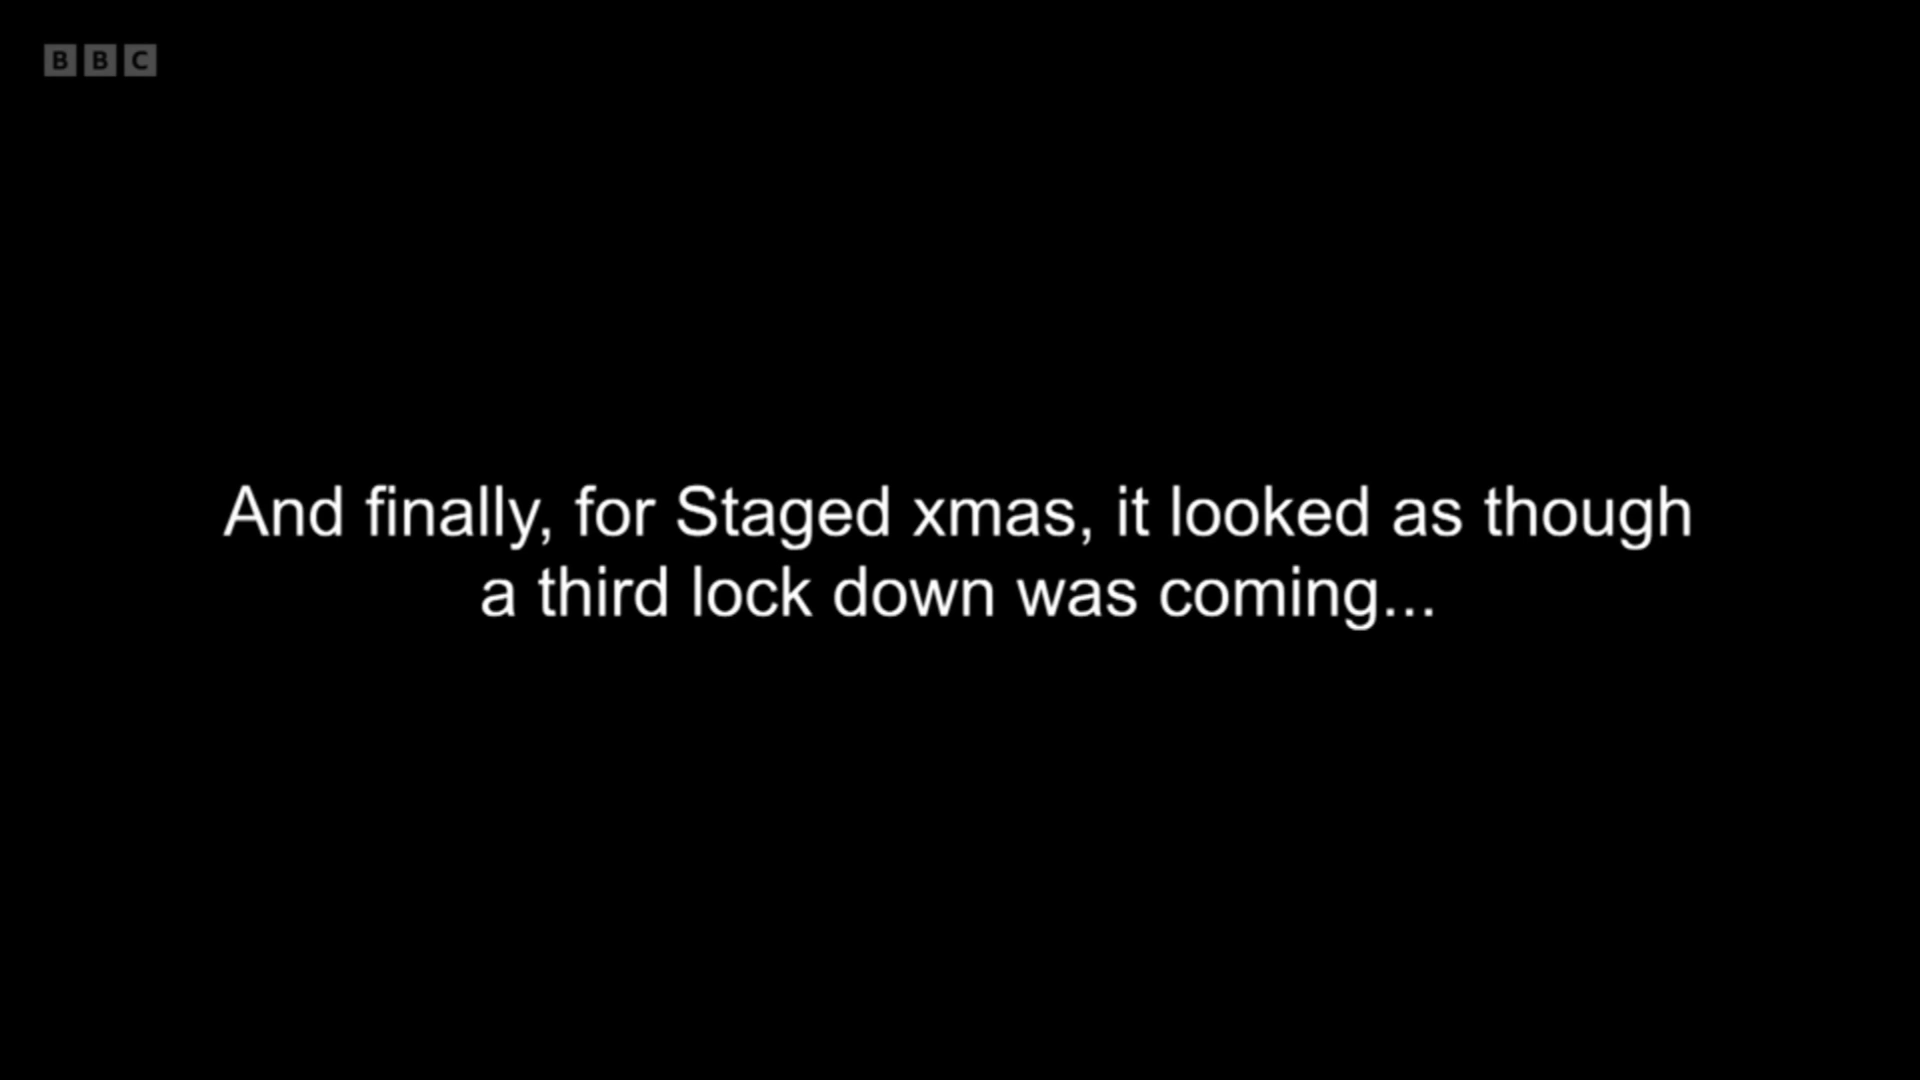 BBC
And finally, for Staged xmas, it looked as though
a third lock down was coming...